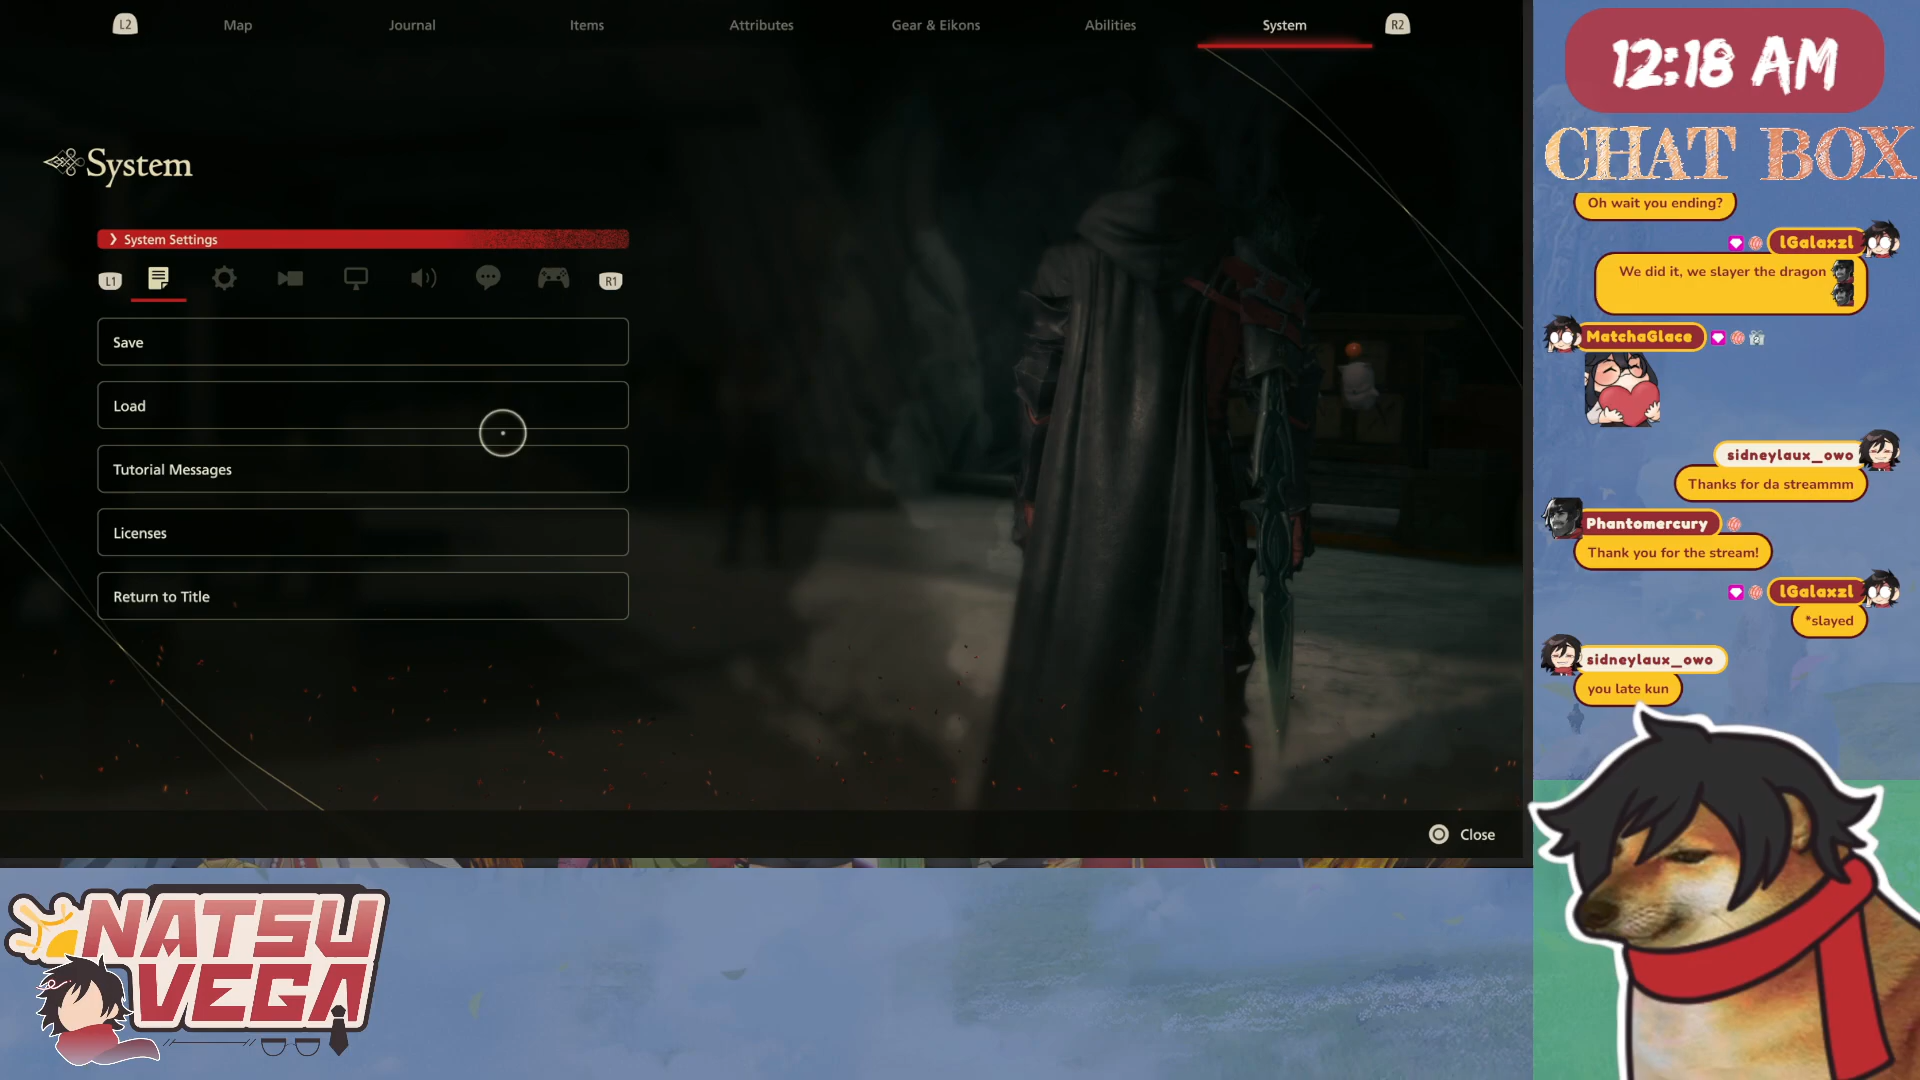 L2
Map
Journal
Items
Attributes
Gear & Eikons
Abilities
System
R2
System
System Settings
L1
R1
Save
Load
Tutorial Messages
Licenses
Return to Title
Close
NATSU
VEGA
12:18 AM
CHAT BOX
Oh wait you ending?
lGalaxzl
We did it, we slayer the dragon
MatchaGlace
sidneylaux_owo
Thanks for da streammm
Phantomercury
Thank you for the stream!
lGalaxzl
*slayed
sidneylaux_owo
you late kun